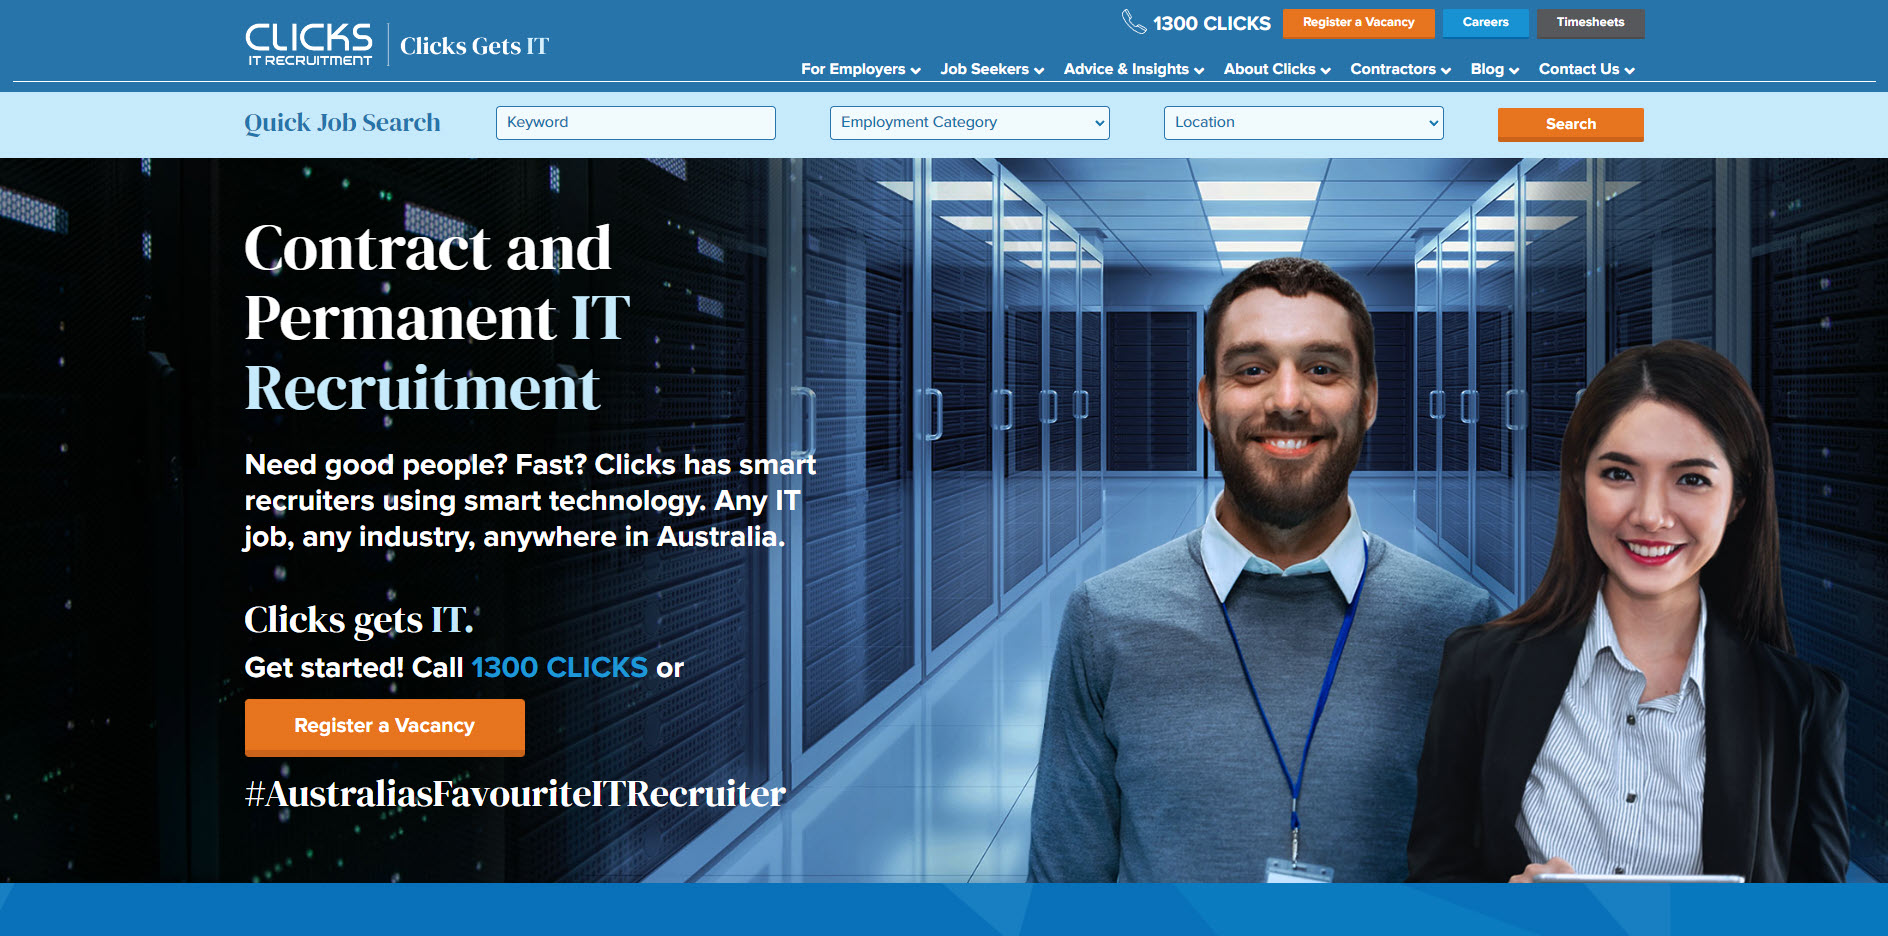 CLICKS
IT RECRUITMENT
Clicks Gets IT
1300 CLICKS
Register a Vacancy
Careers
Timesheets
For Employers
Job Seekers
Advice & Insights
About Clicks
Contractors
Blog
Contact Us
Quick Job Search
Keyword
Employment Category
Location
Search
Contract and
Permanent IT
Recruitment
Need good people? Fast? Clicks has smart
recruiters using smart technology. Any IT
job, any industry, anywhere in Australia.
Clicks gets IT.
Get started! Call 1300 CLICKS or
Register a Vacancy
#AustraliasFavouriteITRecruiter